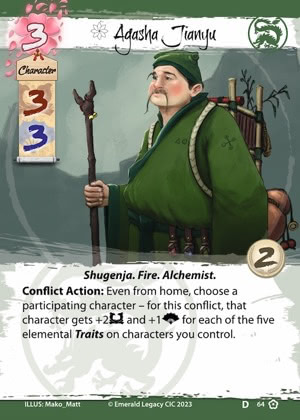 3
Agasha Jianyu
Character
3
3
2
Shugenja. Fire. Alchemist.
Conflict Action: Even from home, choose a
participating character – for this conflict, that
character gets +2 and +1 for each of the five
elemental Traits on characters you control.
ILLUS: Mako_Matt
© Emerald Legacy CIC 2023
D 64